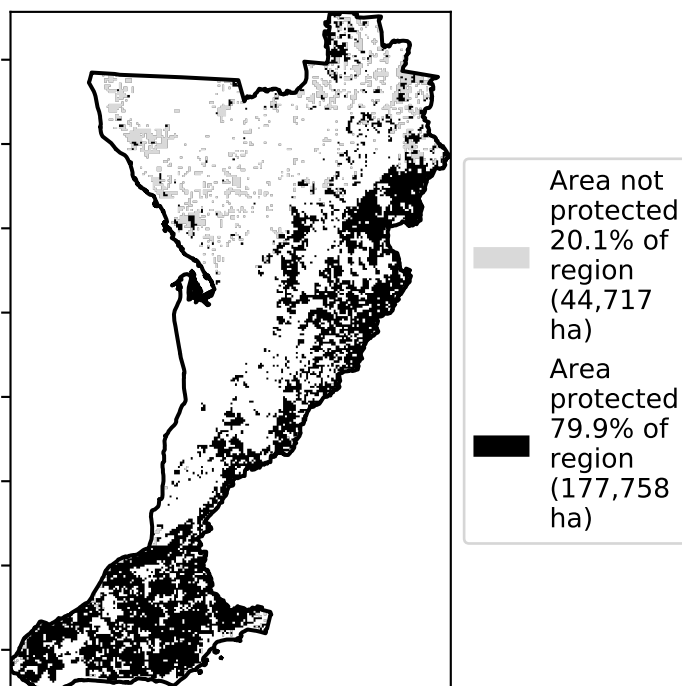 Area not
protected
20.1% of
region
(44,717
ha)
Area
protected
79.9% of
region
(177,758
ha)